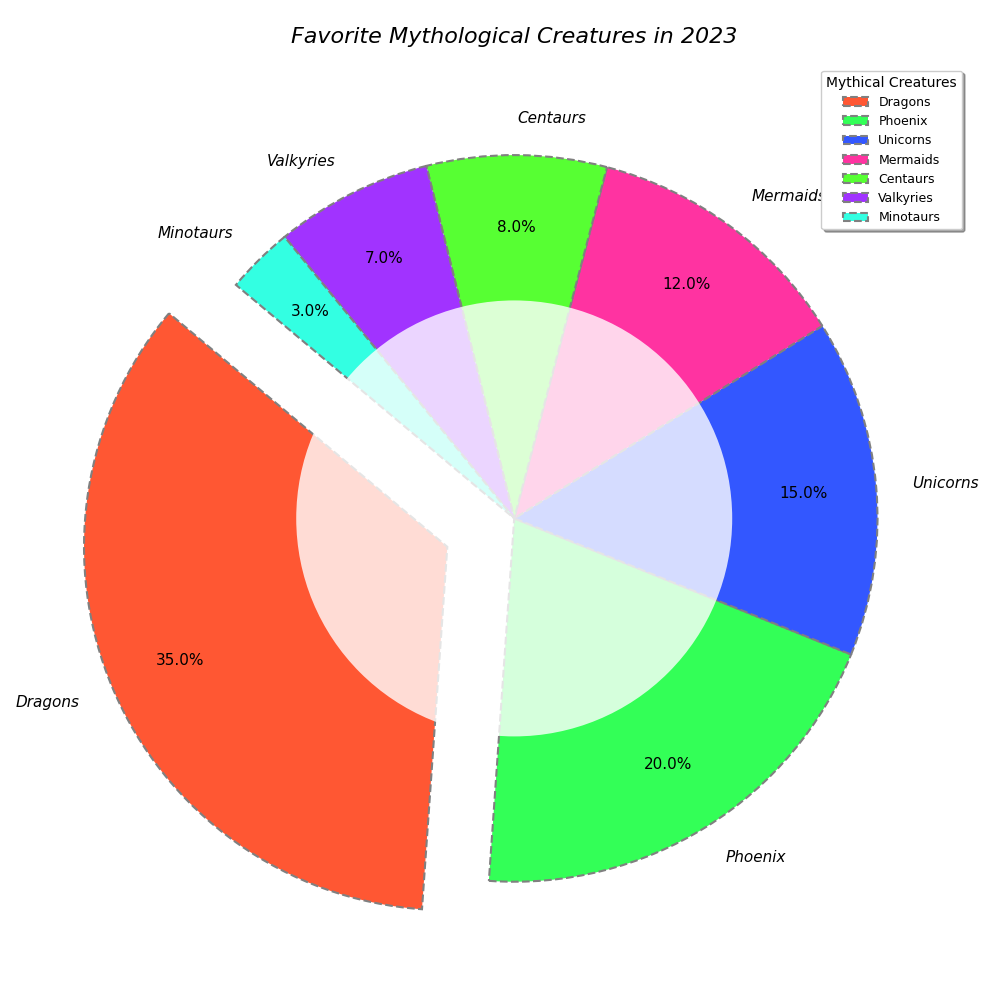 Favorite Mythological Creatures in 2023
Mythical Creatures
Dragons
Phoenix
Unicorns
Mermaids
Centaurs
Valkyries
Minotaurs
Centaurs
Valkyries
Mermaids
Minotaurs
8.0%
7.0%
12.0%
3.0%
Unicorns
15.0%
35.0%
Dragons
20.0%
Phoenix